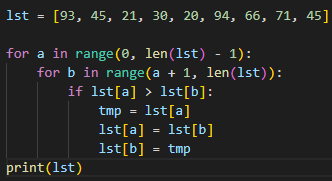 lst = [93, 45, 21, 30, 20, 94, 66, 71, 45]

for a in range(0, len(lst) - 1):
    for b in range(a + 1, len(lst)):
        if lst[a] > lst[b]:
            tmp = lst[a]
            lst[a] = lst[b]
            lst[b] = tmp
print(lst)